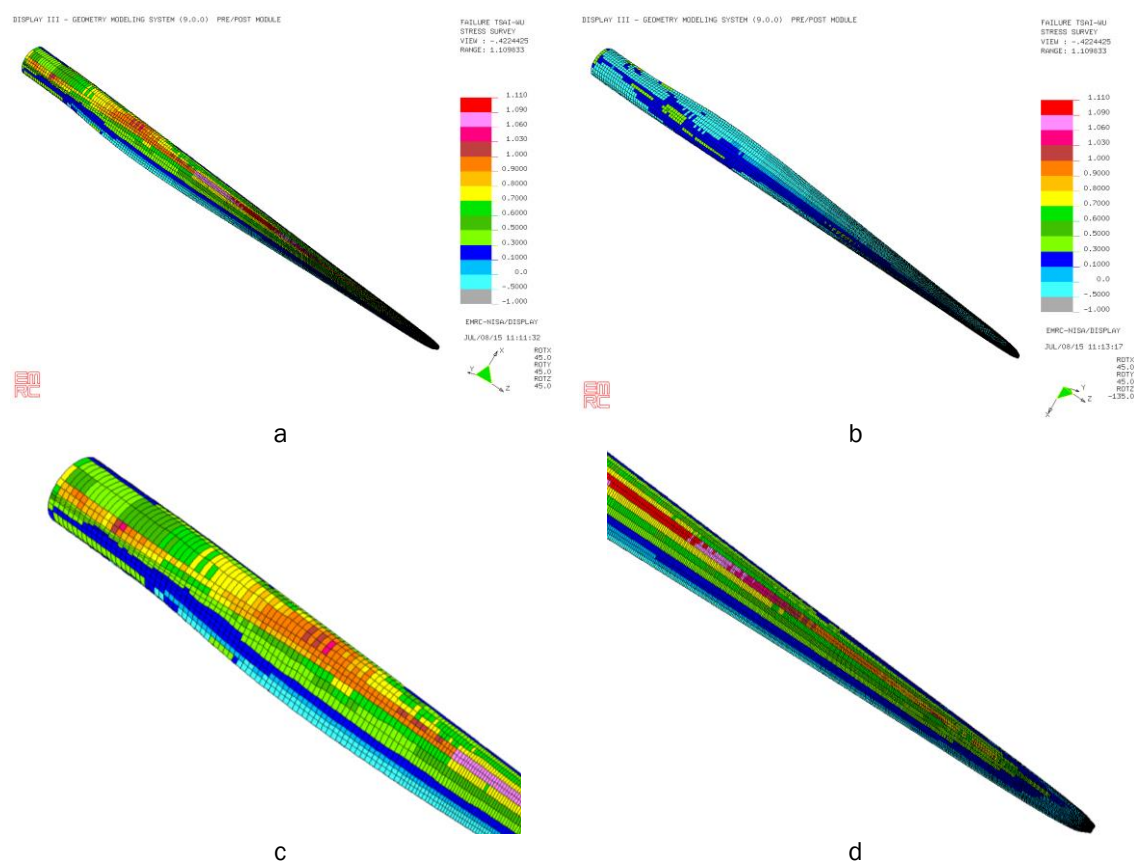 DISPLAY III - GEOMETRY MODELING SYSTEM (9.0.0)  PRE/POST MODULE
FAILURE TSAI-WU
STRESS SURVEY
VIEW : -.4224425
RANGE: 1.109833
1.110
1.090
1.060
1.030
1.000
0.9000
0.8000
0.7000
0.6000
0.5000
0.3000
0.1000
0.0
-.5000
-1.000
EMRC-NISA/DISPLAY
JUL/08/15 11:11:32
ROTX
45.0
ROTY
45.0
ROTZ
45.0
X
Y
Z
EM
RC
a
DISPLAY III - GEOMETRY MODELING SYSTEM (9.0.0)  PRE/POST MODULE
FAILURE TSAI-WU
STRESS SURVEY
VIEW : -.4224425
RANGE: 1.109833
1.110
1.090
1.060
1.030
1.000
0.9000
0.8000
0.7000
0.6000
0.5000
0.3000
0.1000
0.0
-.5000
-1.000
EMRC-NISA/DISPLAY
JUL/08/15 11:13:17
ROTX
45.0
ROTY
45.0
ROTZ
-135.0
Y
Z
X
EM
RC
b
c
d